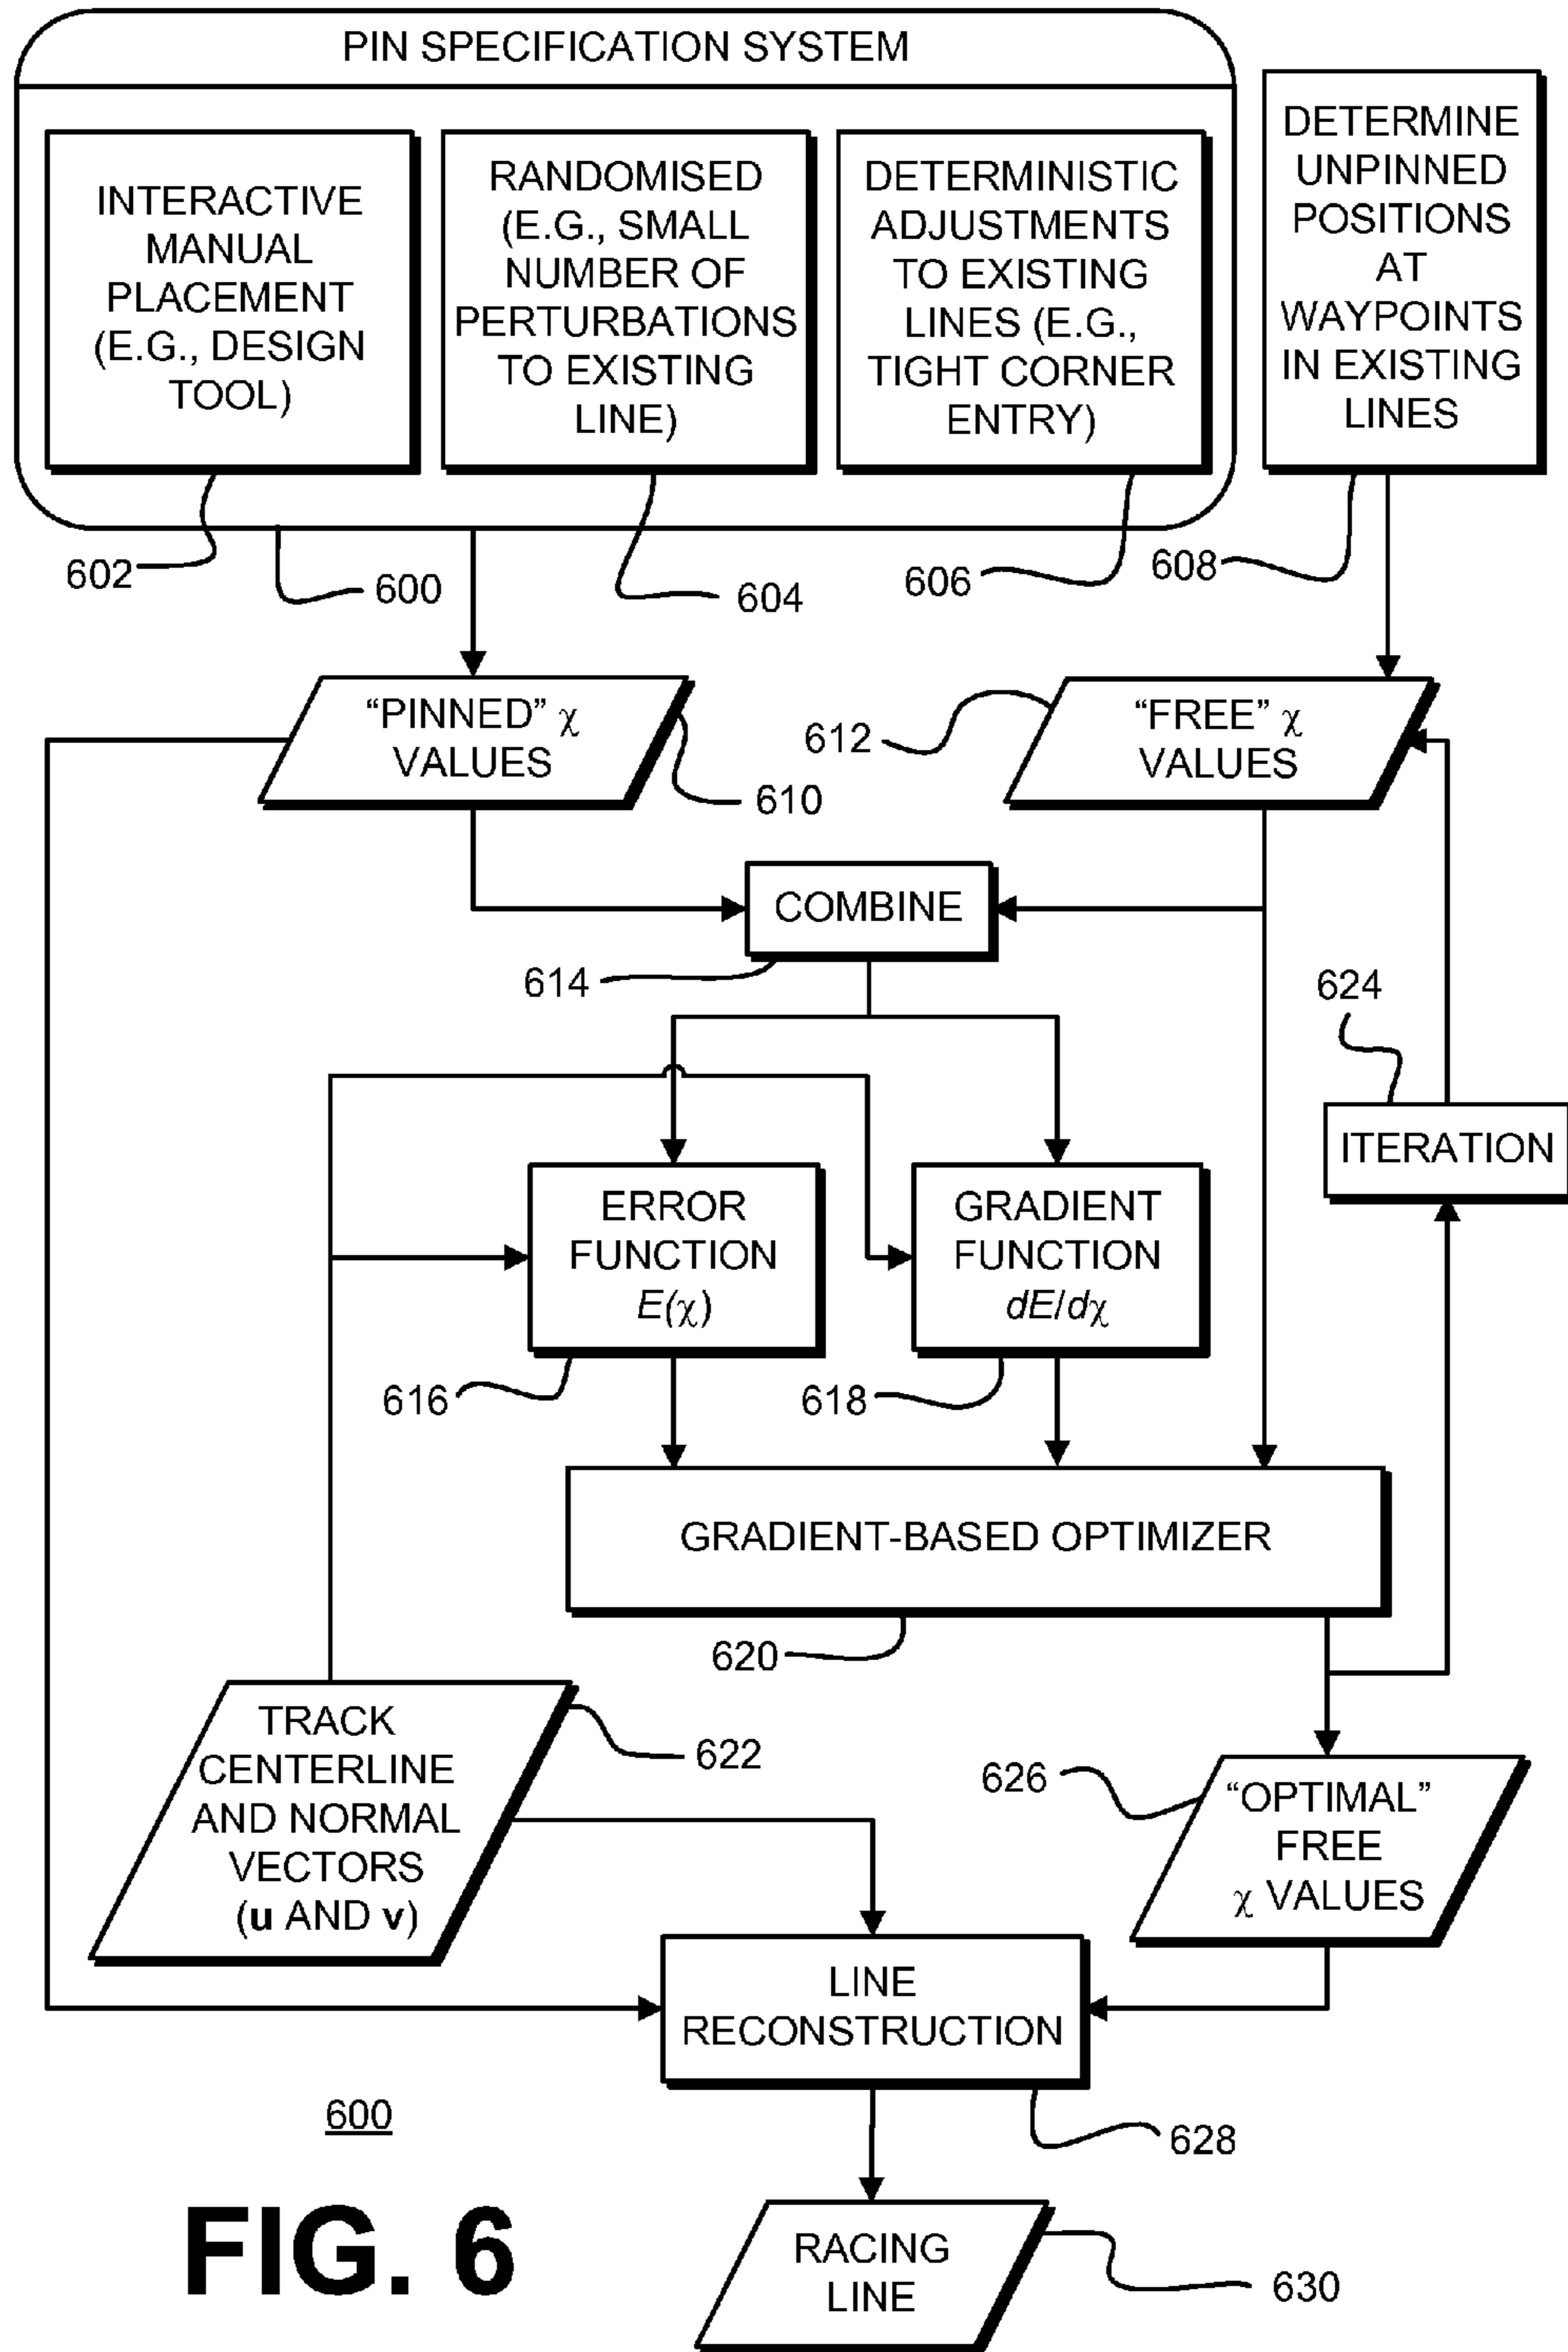 PIN SPECIFICATION SYSTEM
INTERACTIVE
MANUAL
PLACEMENT
(E.G., DESIGN
TOOL)
RANDOMISED
(E.G., SMALL
NUMBER OF
PERTURBATIONS
TO EXISTING
LINE)
DETERMINISTIC
ADJUSTMENTS
TO EXISTING
LINES (E.G.,
TIGHT CORNER
ENTRY)
DETERMINE
UNPINNED
POSITIONS
AT
WAYPOINTS
IN EXISTING
LINES
602
600
604
606
608
“PINNED” χ
VALUES
610
612
“FREE” χ
VALUES
COMBINE
614
624
ITERATION
ERROR
FUNCTION
E(χ)
GRADIENT
FUNCTION
dE/dχ
616
618
GRADIENT-BASED OPTIMIZER
620
TRACK
CENTERLINE
AND NORMAL
VECTORS
(u AND v)
622
626
“OPTIMAL”
FREE
χ VALUES
LINE
RECONSTRUCTION
600
628
FIG. 6
RACING
LINE
630